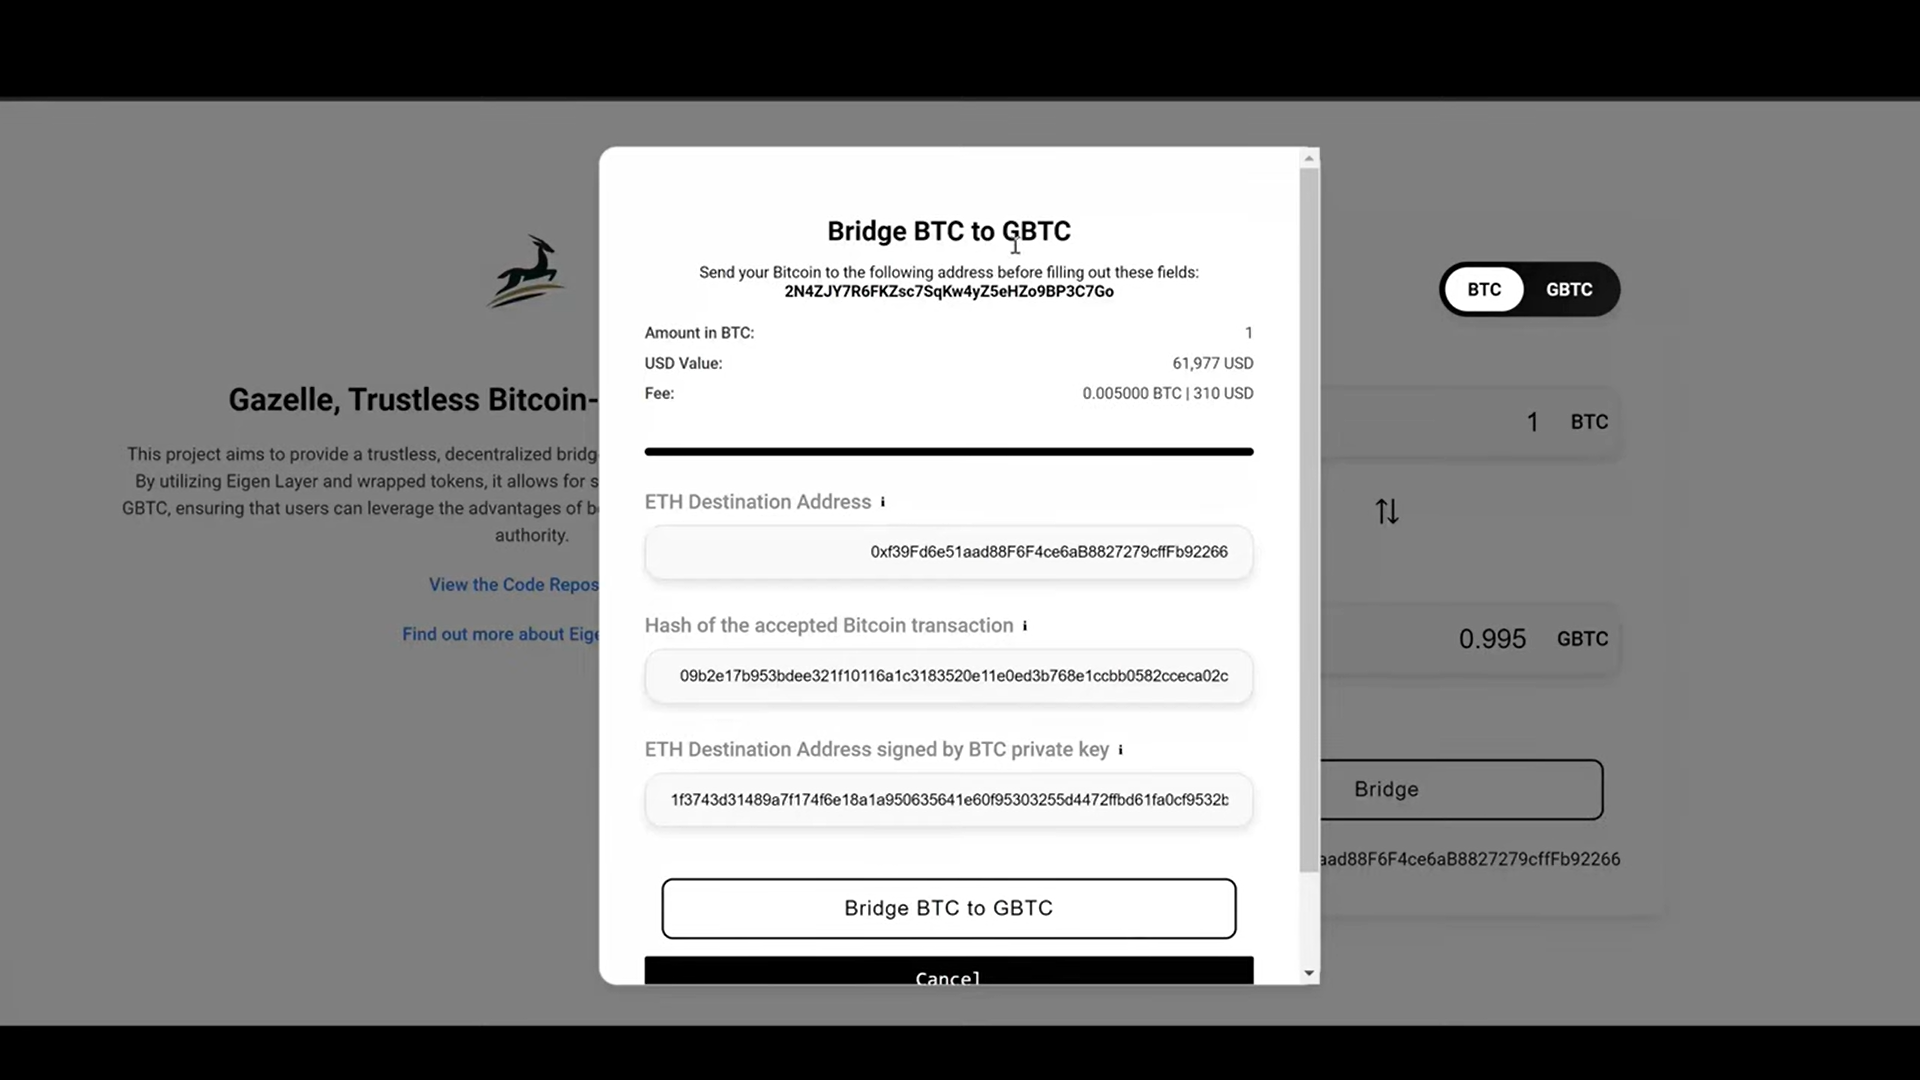 Bridge BTC to GBTC
Send your Bitcoin to the following address before filling out these fields:
2N4ZJY7R6FKZsc7SqKw4yZ5eHZo9BP3C7Go
Amount in BTC: 1
USD Value: 61,977 USD
Fee: 0.005000 BTC | 310 USD
ETH Destination Address i
0xf39Fd6e51aad88F6F4ce6aB8827279cffFb92266
Hash of the accepted Bitcoin transaction i
09b2e17b953bdee321f10116a1c3183520e11e0ed3b768e1ccbb0582cceca02c
ETH Destination Address signed by BTC private key i
1f3743d31489a7f174f6e18a1a950635641e60f95303255d4472ffbd61fa0cf9532b
Bridge BTC to GBTC
Cancel
Gazelle, Trustless Bitcoin-
This project aims to provide a trustless, decentralized bridg
By utilizing Eigen Layer and wrapped tokens, it allows for s
GBTC, ensuring that users can leverage the advantages of b
authority.
View the Code Repos
Find out more about Eige
BTC GBTC
1 BTC
0.995 GBTC
Bridge
aad88F6F4ce6aB8827279cffFb92266